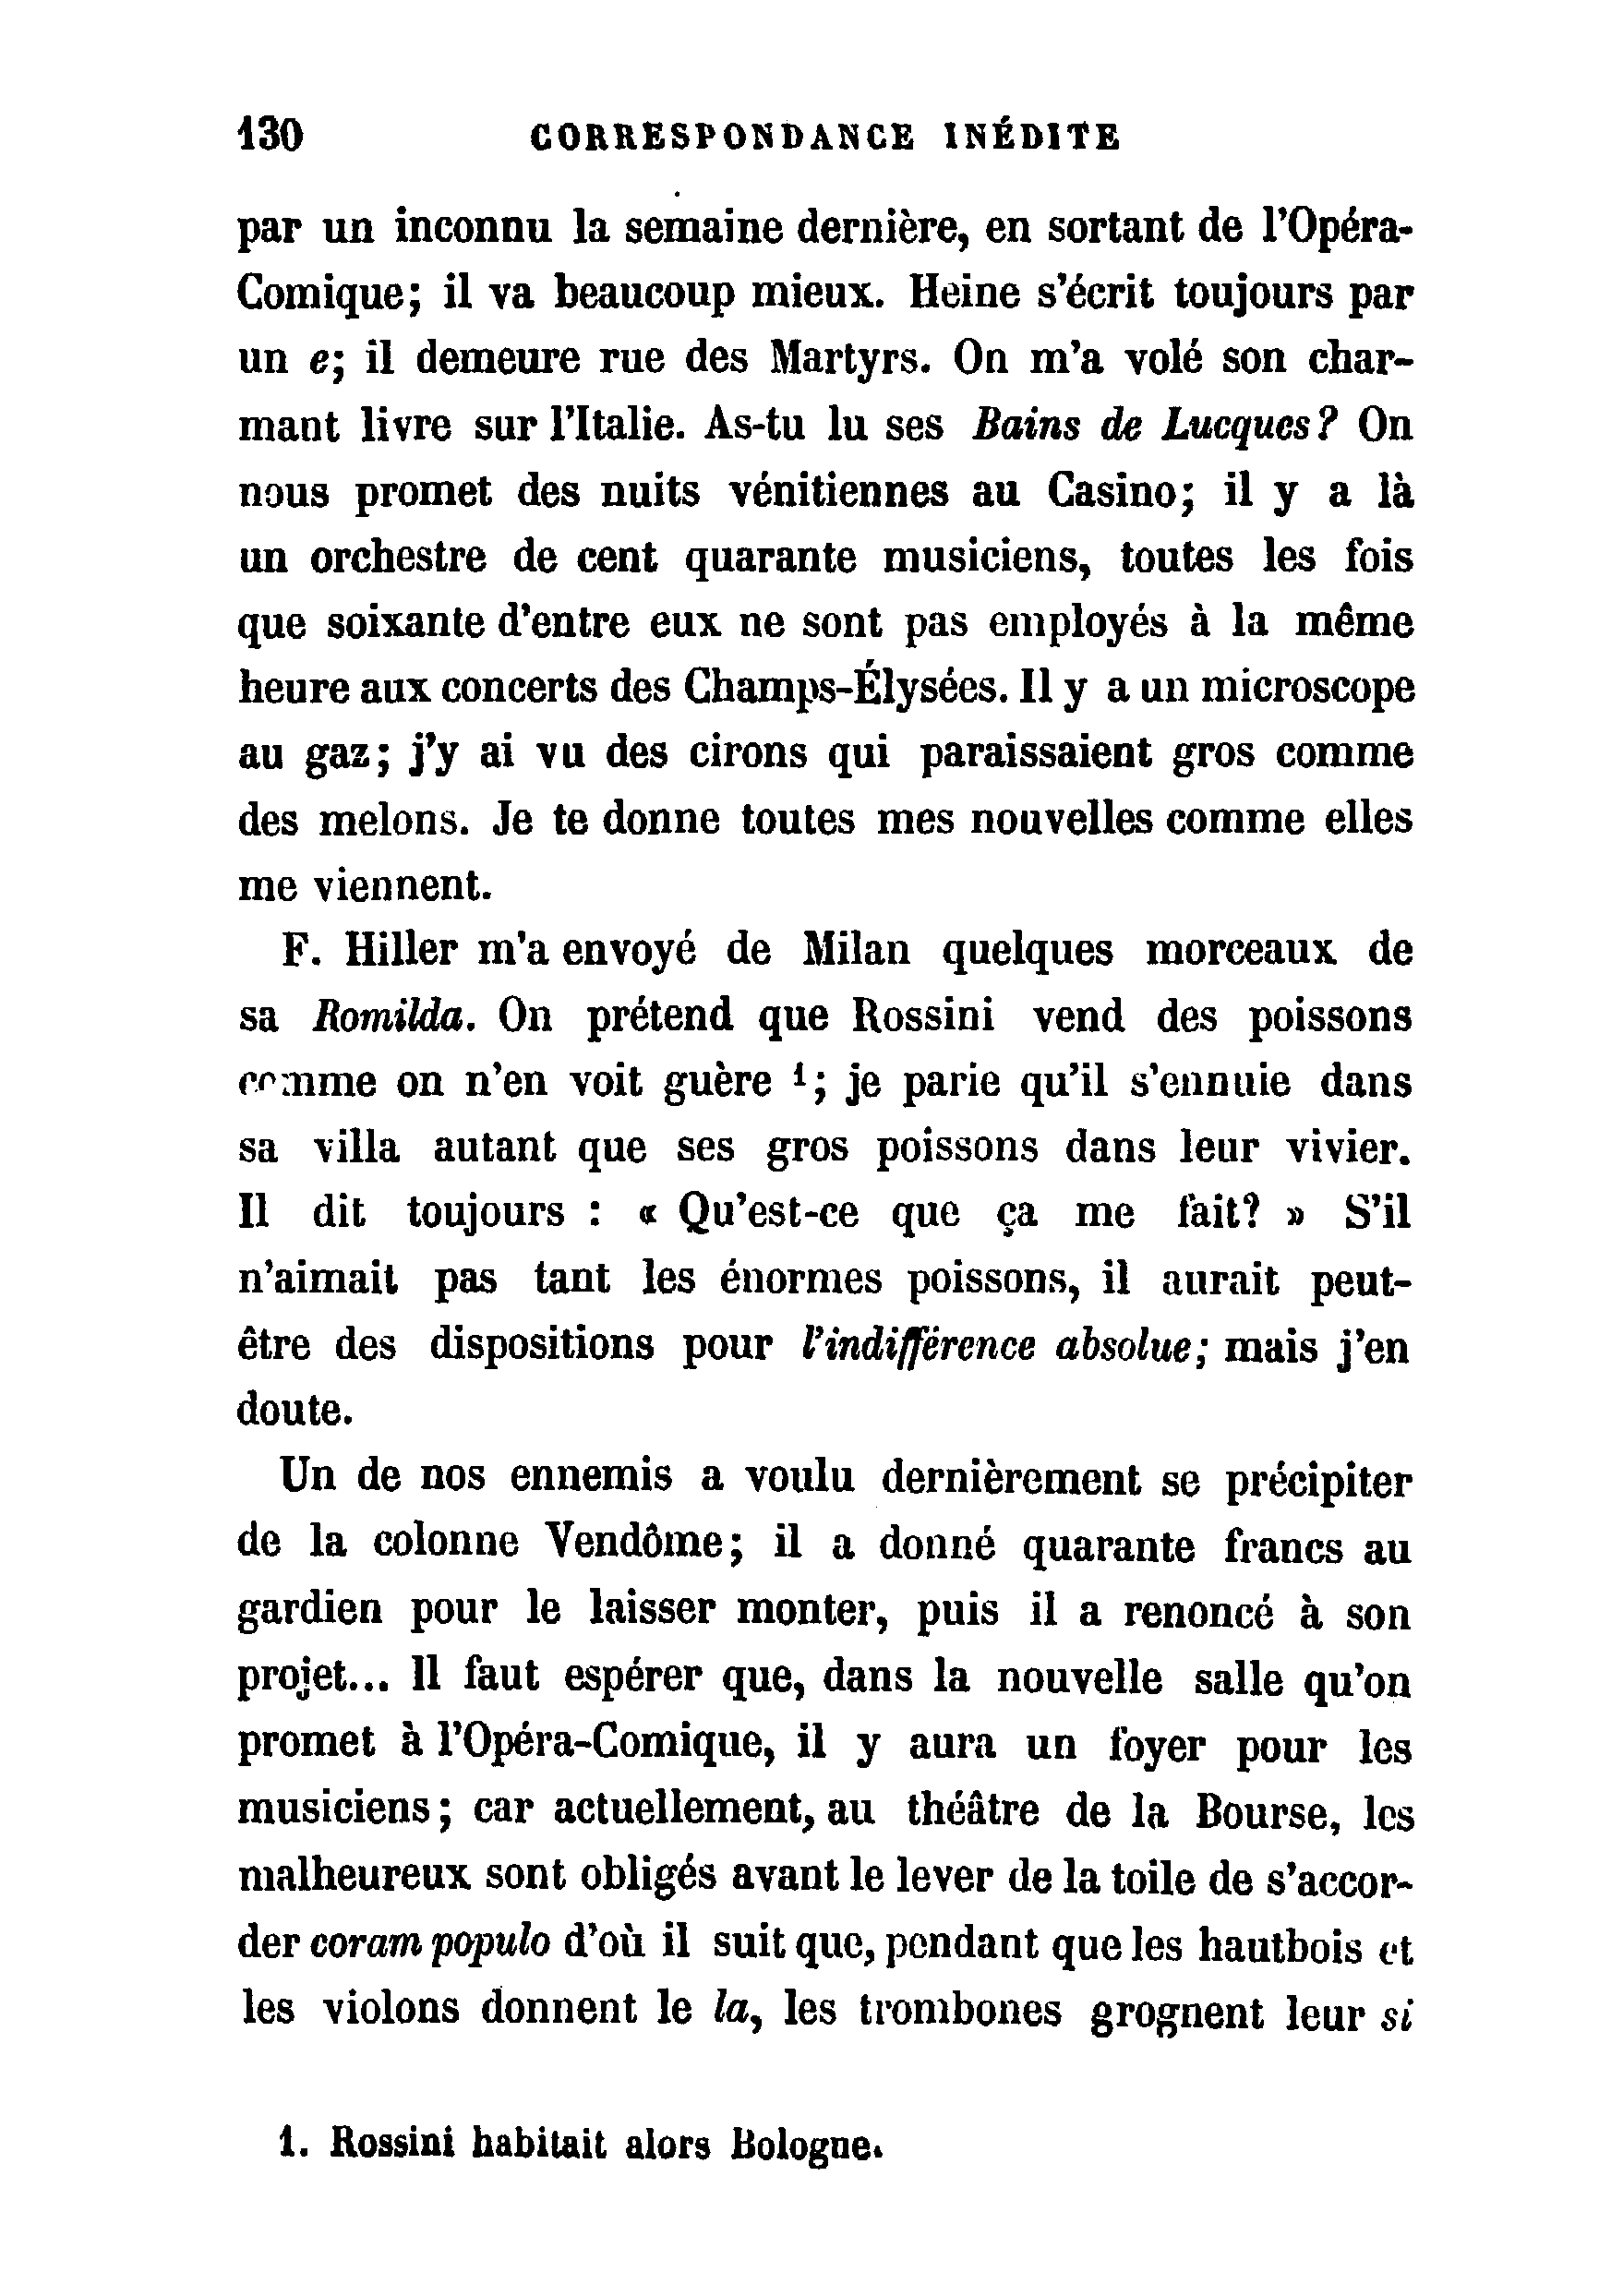 130 CORRESPONDANCE INÉDITE
par un inconnu la semaine dernière, en sortant de l'Opéra-
Comique; il va beaucoup mieux. Heine s'écrit toujours par
un e; il demeure rue des Martyrs. On m'a volé son char-
mant livre sur l'Italie. As-tu lu ses Bains de Lucques? On
nous promet des nuits vénitiennes au Casino; il y a là
un orchestre de cent quarante musiciens, toutes les fois
que soixante d'entre eux ne sont pas employés à la même
heure aux concerts des Champs-Élysées. Il y a un microscope
au gaz; j'y ai vu des cirons qui paraissaient gros comme
des melons. Je te donne toutes mes nouvelles comme elles
me viennent.
F. Hiller m'a envoyé de Milan quelques morceaux de
sa Romilda. On prétend que Rossini vend des poissons
comme on n'en voit guère 1; je parie qu'il s'ennuie dans
sa villa autant que ses gros poissons dans leur vivier.
Il dit toujours : « Qu'est-ce que ça me fait? » S'il
n'aimait pas tant les énormes poissons, il aurait peut-
être des dispositions pour l'indifférence absolue; mais j'en
doute.
Un de nos ennemis a voulu dernièrement se précipiter
de la colonne Vendôme; il a donné quarante francs au
gardien pour le laisser monter, puis il a renoncé à son
projet... Il faut espérer que, dans la nouvelle salle qu'on
promet à l'Opéra-Comique, il y aura un foyer pour les
musiciens; car actuellement, au théâtre de la Bourse, les
malheureux sont obligés avant le lever de la toile de s'accor-
der coram populo d'où il suit que, pendant que les hautbois et
les violons donnent le la, les trombones grognent leur si
1. Rossini habitait alors Bologne.